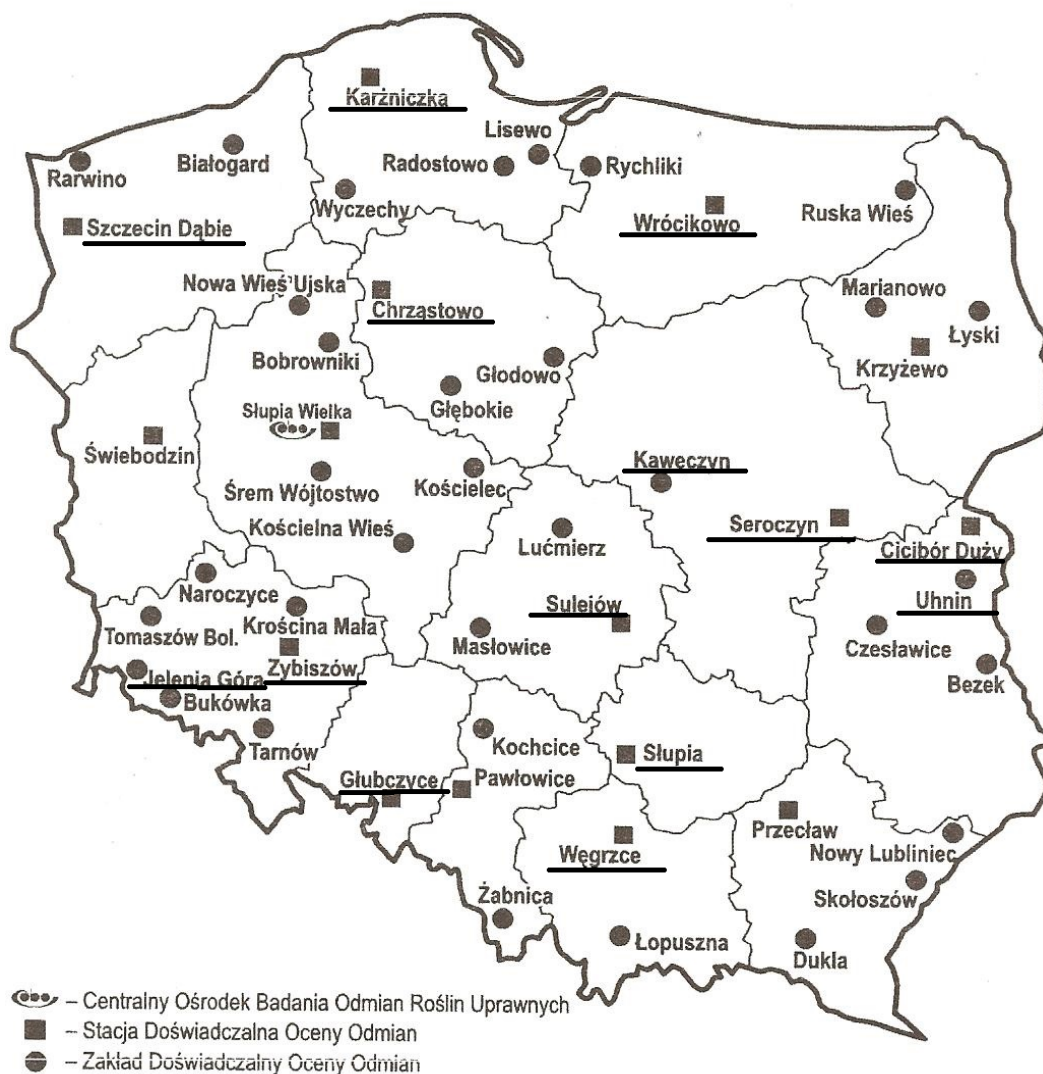 Karżniczka
Lisewo
Białogard
Radostowo
Rychliki
Rarwino
Wyczechy
Ruska Wieś
Szczecin Dąbie
Wrócikowo
Nowa Wieś Ujska
Chrząstowo
Marianowo
Łyski
Bobrowniki
Głodowo
Krzyżewo
Głębokie
Słupia Wielka
Świebodzin
Kawęczyn
Śrem Wójtostwo
Kościelec
Kościelna Wieś
Seroczyn
Lućmierz
Cicibór Duży
Naroczyce
Uhnin
Sulejów
Krościna Mała
Tomaszów Bol.
Masłowice
Czesławice
Zybiszów
Jelenia Góra
Bezek
Bukówka
Tarnów
Kochcice
Słupia
Głubczyce
Pawłowice
Przecław
Nowy Lubliniec
Węgrzce
Żabnica
Skołoszów
Łopuszna
Dukla
– Centralny Ośrodek Badania Odmian Roślin Uprawnych
– Stacja Doświadczalna Oceny Odmian
– Zakład Doświadczalny Oceny Odmian